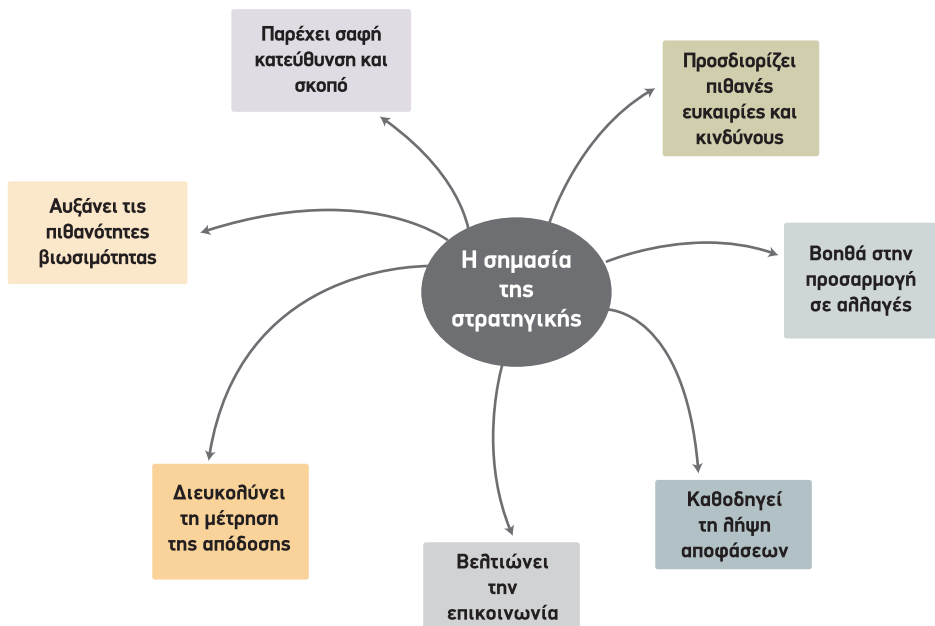 Παρέχει σαφή
κατεύθυνση και
σκοπό
Προσδιορίζει
πιθανές
ευκαιρίες και
κινδύνους
Αυξάνει τις
πιθανότητες
βιωσιμότητας
Η σημασία
της
στρατηγικής
Βοηθά στην
προσαρμογή
σε αλλαγές
Διευκολύνει
τη μέτρηση
της απόδοσης
Καθοδηγεί
τη λήψη
αποφάσεων
Βελτιώνει
την
επικοινωνία